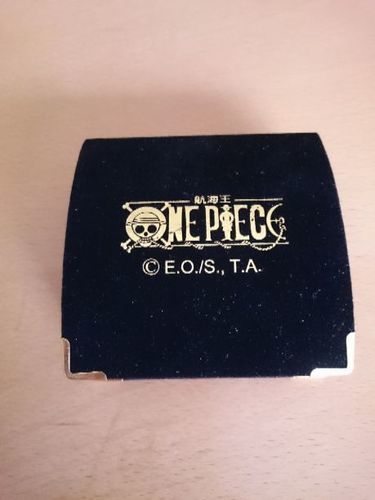 航海王
ONE PIECE
© E.O./S., T.A.